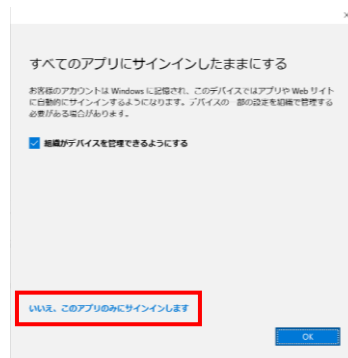 すべてのアプリにサインインしたままにする
お客様のアカウントは Windows に記憶され、このデバイスではアプリや Web サイト
に自動的にサインインするようになります。デバイスの一部の設定を組織で管理する
必要がある場合があります。
組織がデバイスを管理できるようにする
いいえ、このアプリのみにサインインします
OK